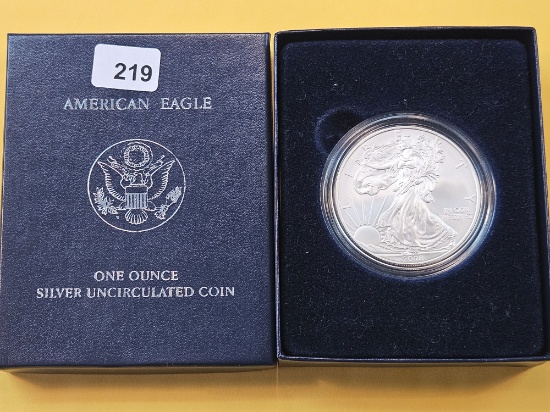 219
AMERICAN EAGLE
ONE OUNCE
SILVER UNCIRCULATED COIN